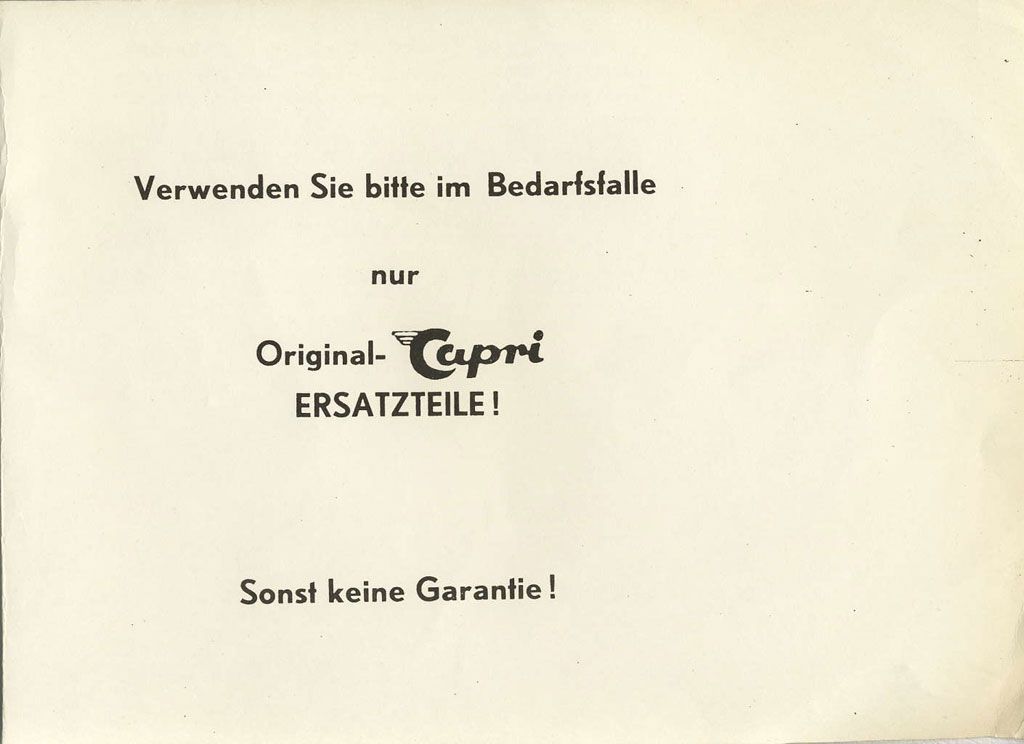 Verwenden Sie bitte im Bedarfsfalle
nur
Original- Capri
ERSATZTEILE!
Sonst keine Garantie!